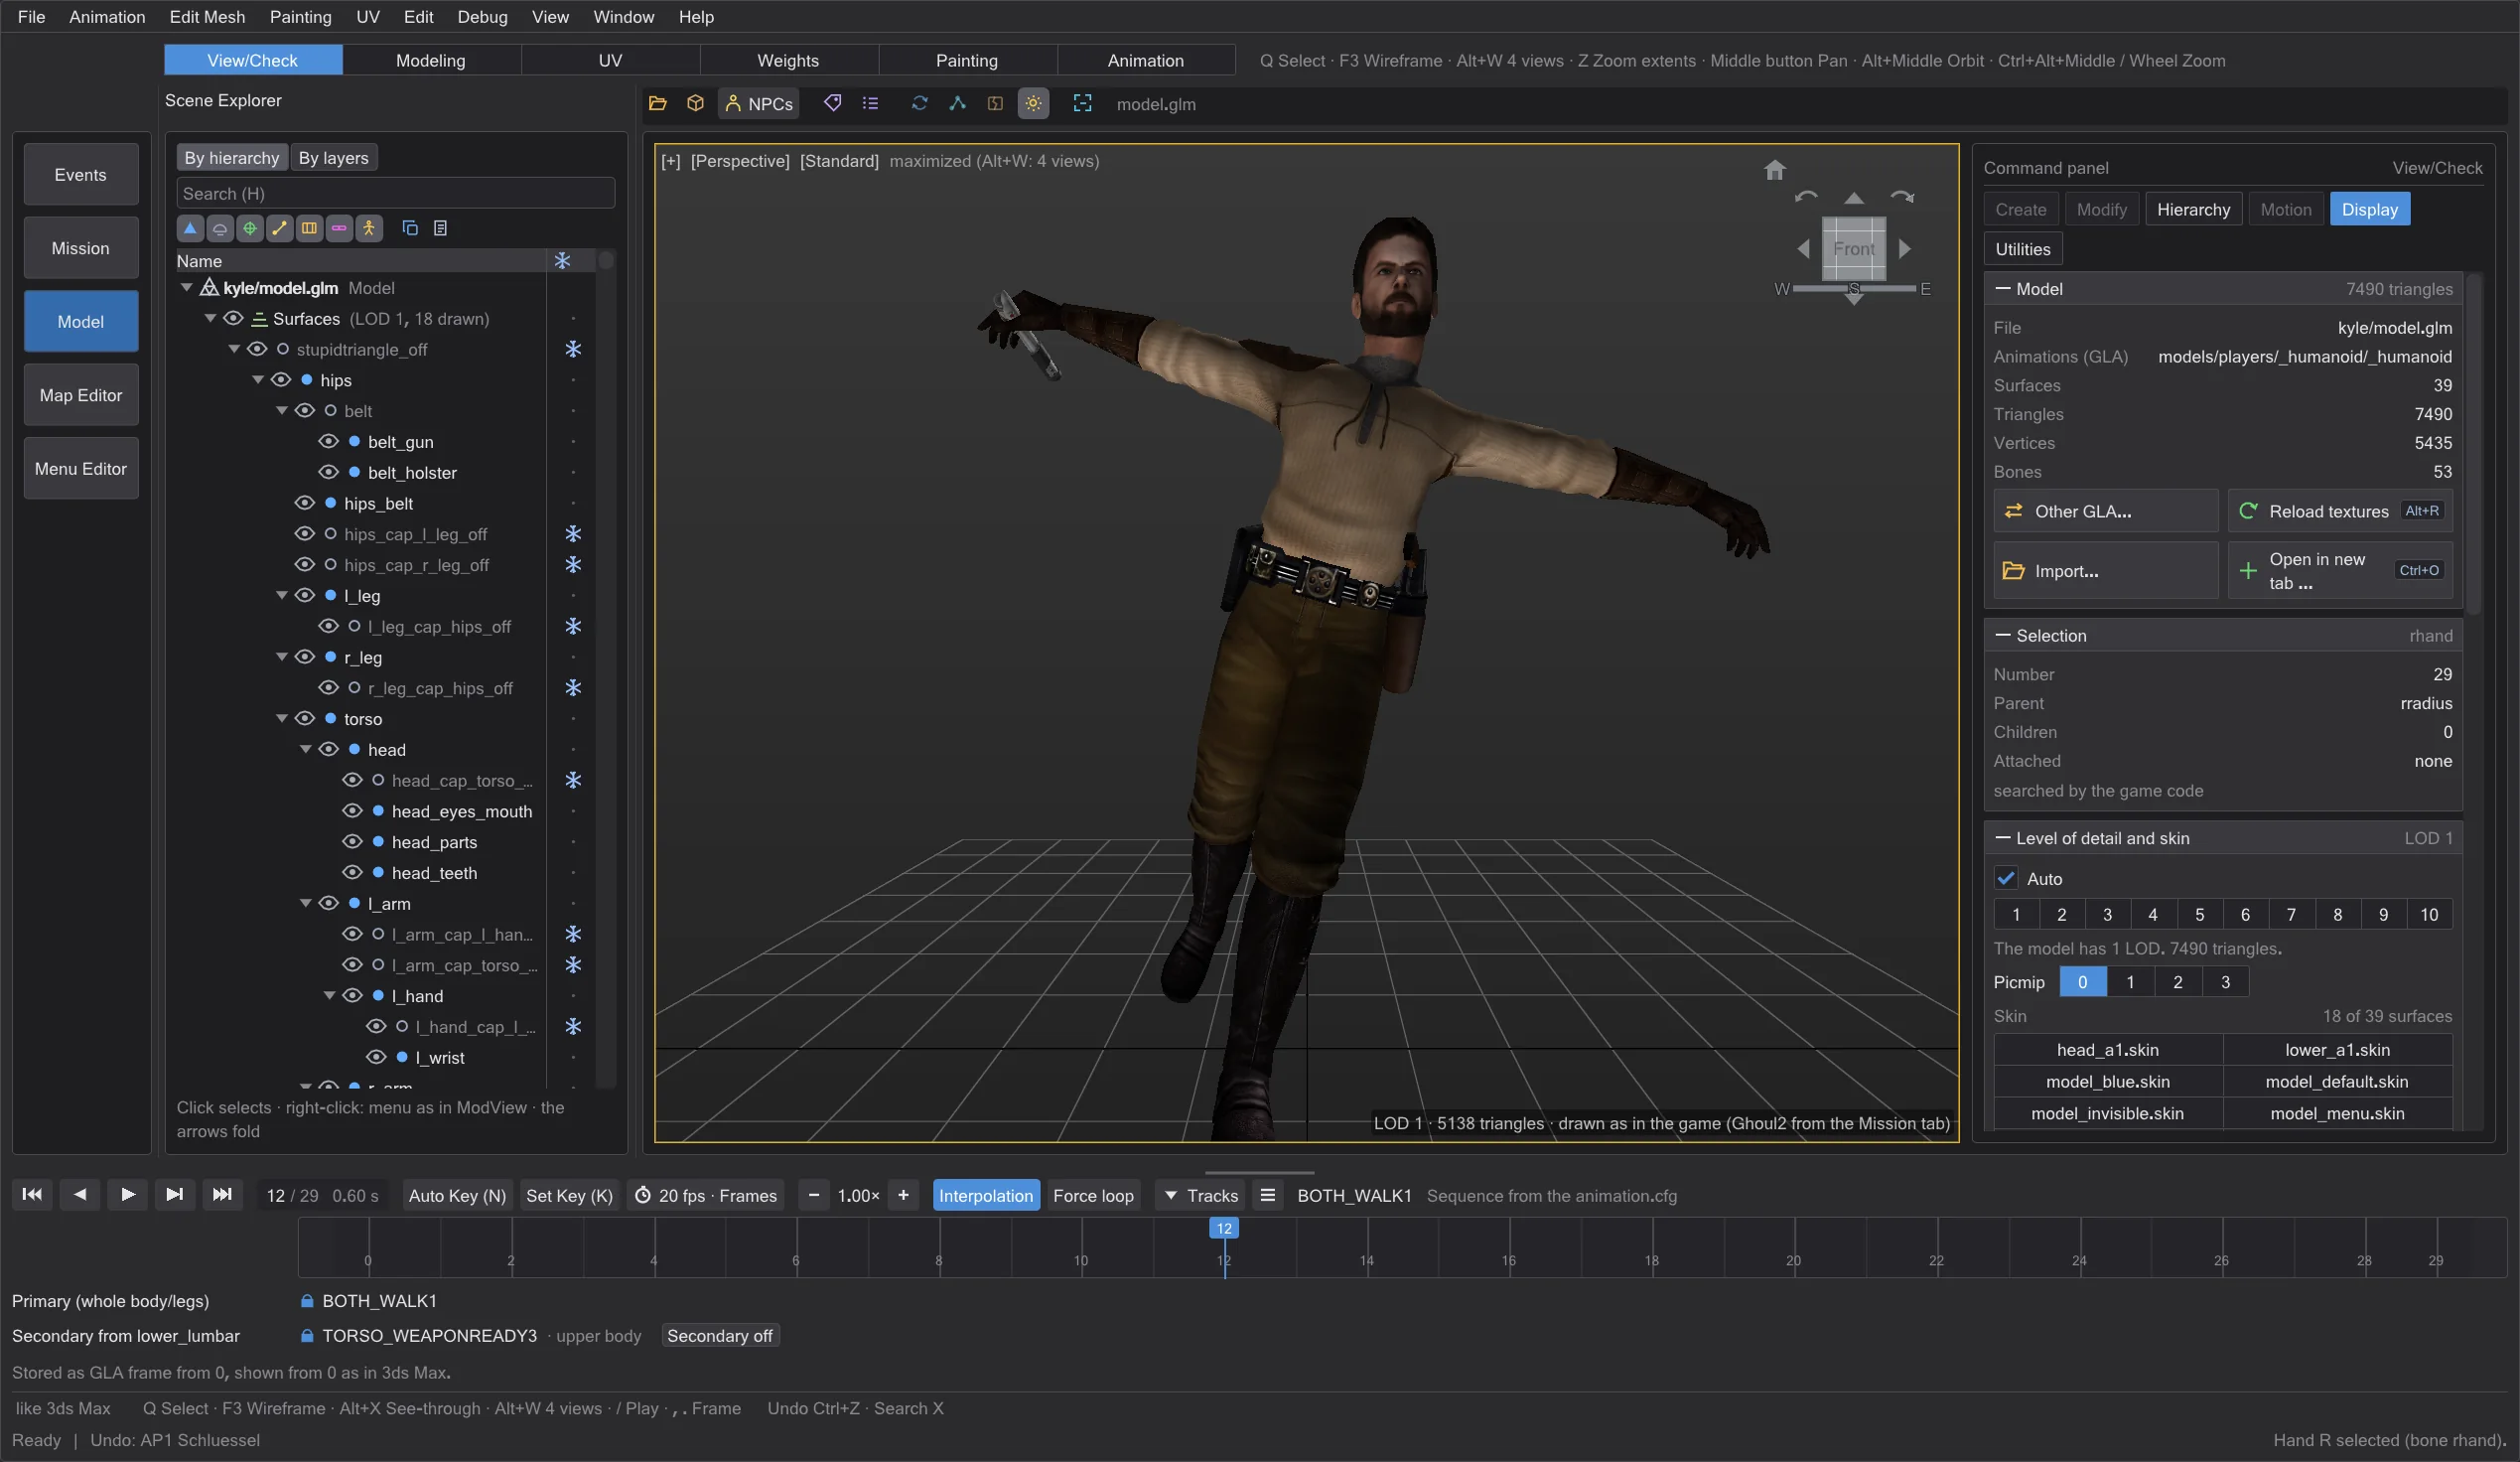 File Animation Edit Mesh Painting UV Edit Debug View Window Help
View/Check Modeling UV Weights Painting Animation Q Select · F3 Wireframe · Alt+W 4 views · Z Zoom extents · Middle button Pan · Alt+Middle Orbit · Ctrl+Alt+Middle / Wheel Zoom
Scene Explorer
NPCs model.glm
Events
Mission
Model
Map Editor
Menu Editor
By hierarchy By layers
Search (H)
Name
kyle/model.glm Model
Surfaces (LOD 1, 18 drawn)
stupidtriangle_off
hips
belt
belt_gun
belt_holster
hips_belt
hips_cap_l_leg_off
hips_cap_r_leg_off
l_leg
l_leg_cap_hips_off
r_leg
r_leg_cap_hips_off
torso
head
head_cap_torso_...
head_eyes_mouth
head_parts
head_teeth
l_arm
l_arm_cap_l_han...
l_arm_cap_torso_...
l_hand
l_hand_cap_l_...
l_wrist
r_arm
Click selects · right-click: menu as in ModView · the
arrows fold
[+] [Perspective] [Standard] maximized (Alt+W: 4 views)
Front
W S E
LOD 1 · 5138 triangles · drawn as in the game (Ghoul2 from the Mission tab)
Command panel View/Check
Create Modify Hierarchy Motion Display
Utilities
Model 7490 triangles
File kyle/model.glm
Animations (GLA) models/players/_humanoid/_humanoid
Surfaces 39
Triangles 7490
Vertices 5435
Bones 53
Other GLA... Reload textures Alt+R
Import... Open in new
tab ... Ctrl+O
Selection rhand
Number 29
Parent rradius
Children 0
Attached none
searched by the game code
Level of detail and skin LOD 1
Auto
1 2 3 4 5 6 7 8 9 10
The model has 1 LOD. 7490 triangles.
Picmip 0 1 2 3
Skin 18 of 39 surfaces
head_a1.skin lower_a1.skin
model_blue.skin model_default.skin
model_invisible.skin model_menu.skin
12 / 29 0.60 s Auto Key (N) Set Key (K) 20 fps · Frames − 1.00× + Interpolation Force loop Tracks BOTH_WALK1 Sequence from the animation.cfg
12
0 2 4 6 8 10 12 14 16 18 20 22 24 26 28 29
Primary (whole body/legs) BOTH_WALK1
Secondary from lower_lumbar TORSO_WEAPONREADY3 · upper body Secondary off
Stored as GLA frame from 0, shown from 0 as in 3ds Max.
like 3ds Max Q Select · F3 Wireframe · Alt+X See-through · Alt+W 4 views · / Play · , . Frame Undo Ctrl+Z · Search X
Ready | Undo: AP1 Schluessel Hand R selected (bone rhand).